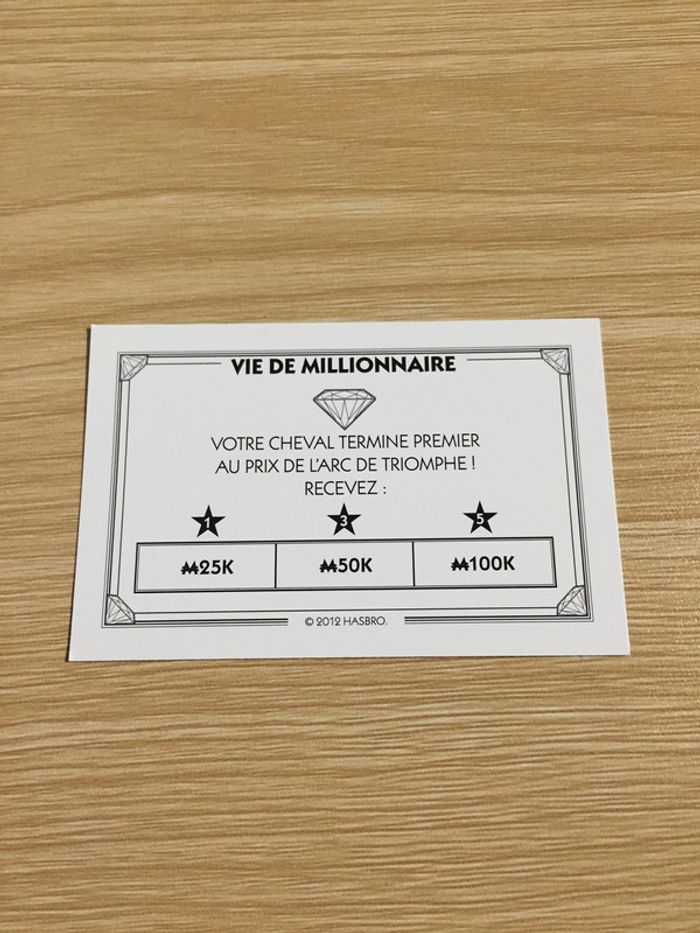 VIE DE MILLIONNAIRE
VOTRE CHEVAL TERMINE PREMIER
AU PRIX DE L'ARC DE TRIOMPHE !
RECEVEZ :
1 3 5
₩25K ₩50K ₩100K
© 2012 HASBRO.